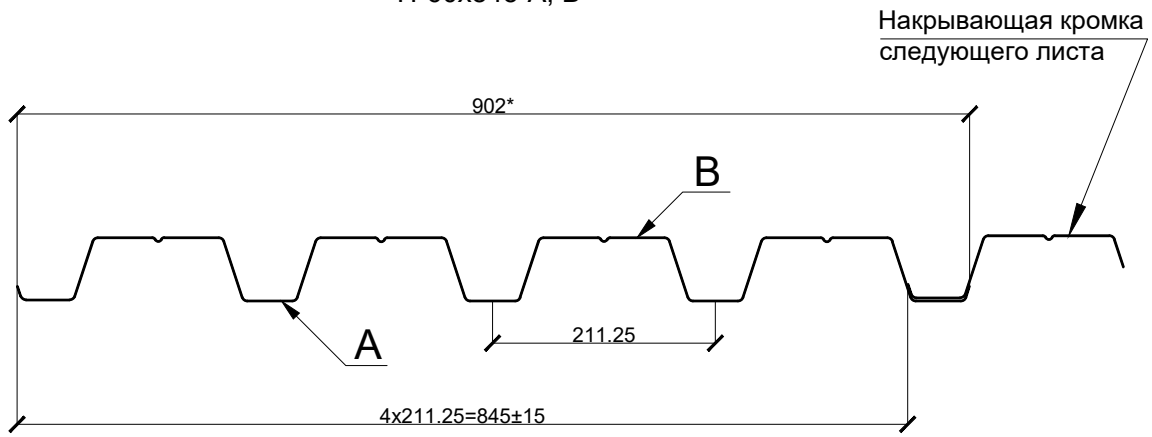 Накрывающая кромка
следующего листа
902*
B
211.25
A
4x211.25=845±15